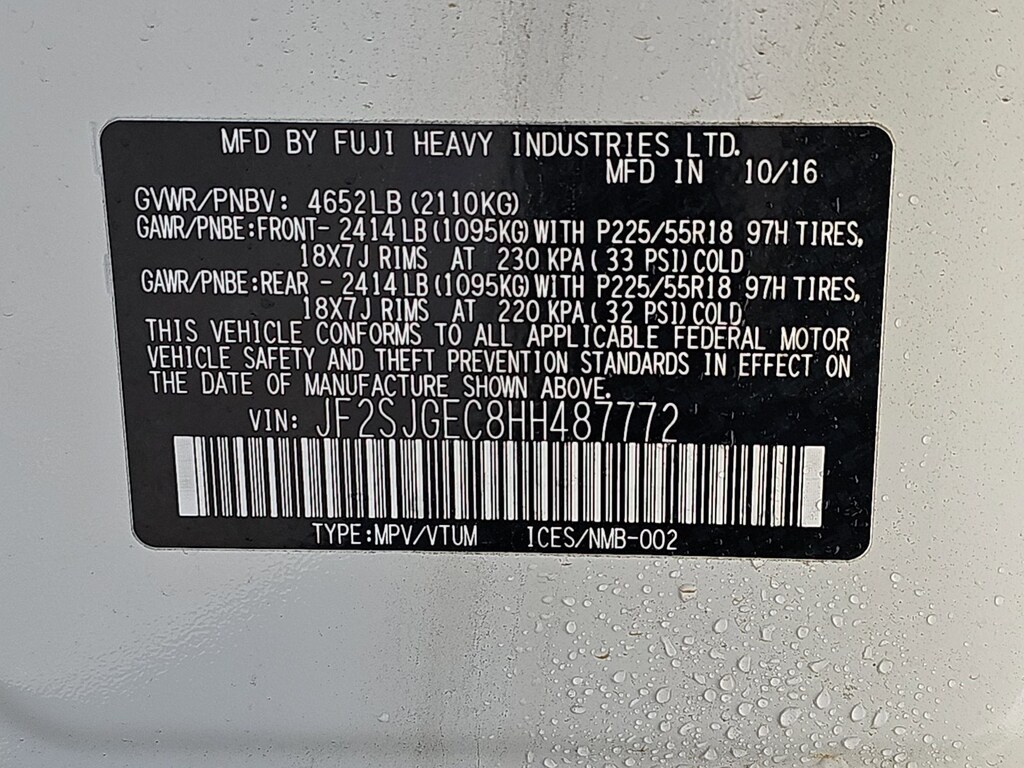 MFD BY FUJI HEAVY INDUSTRIES LTD.
MFD IN 10/16
GVWR/PNBV: 4652LB (2110KG)
GAWR/PNBE:FRONT- 2414LB (1095KG) WITH P225/55R18 97H TIRES,
18X7J RIMS AT 230 KPA ( 33 PSI) COLD
GAWR/PNBE:REAR - 2414LB (1095KG) WITH P225/55R18 97H TIRES,
18X7J RIMS AT 220 KPA ( 32 PSI) COLD
THIS VEHICLE CONFORMS TO ALL APPLICABLE FEDERAL MOTOR
VEHICLE SAFETY AND THEFT PREVENTION STANDARDS IN EFFECT ON
THE DATE OF MANUFACTURE SHOWN ABOVE.
VIN: JF2SJGEC8HH487772
TYPE:MPV/VTUM ICES/NMB-002